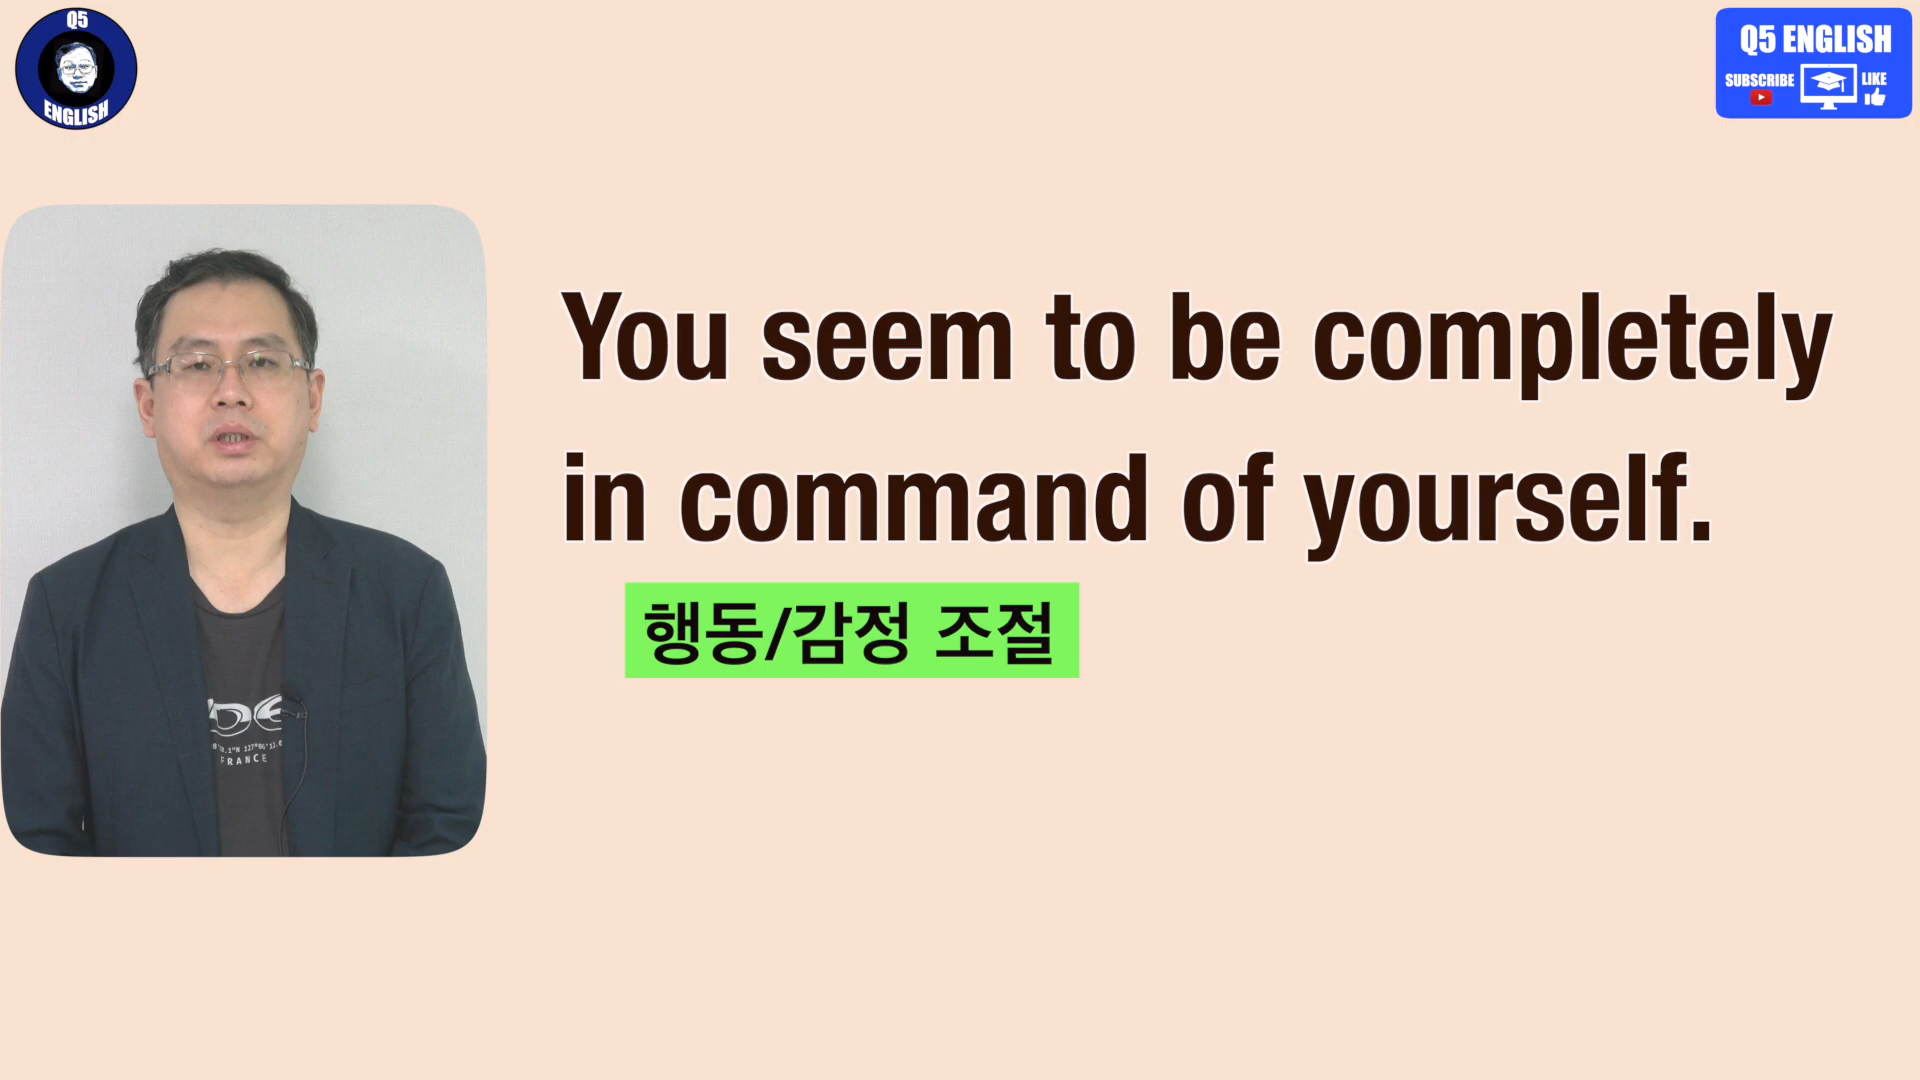 Q5
ENGLISH
Q5 ENGLISH
SUBSCRIBE
LIKE
You seem to be completely
in command of yourself.
행동/감정 조절
FRANCE